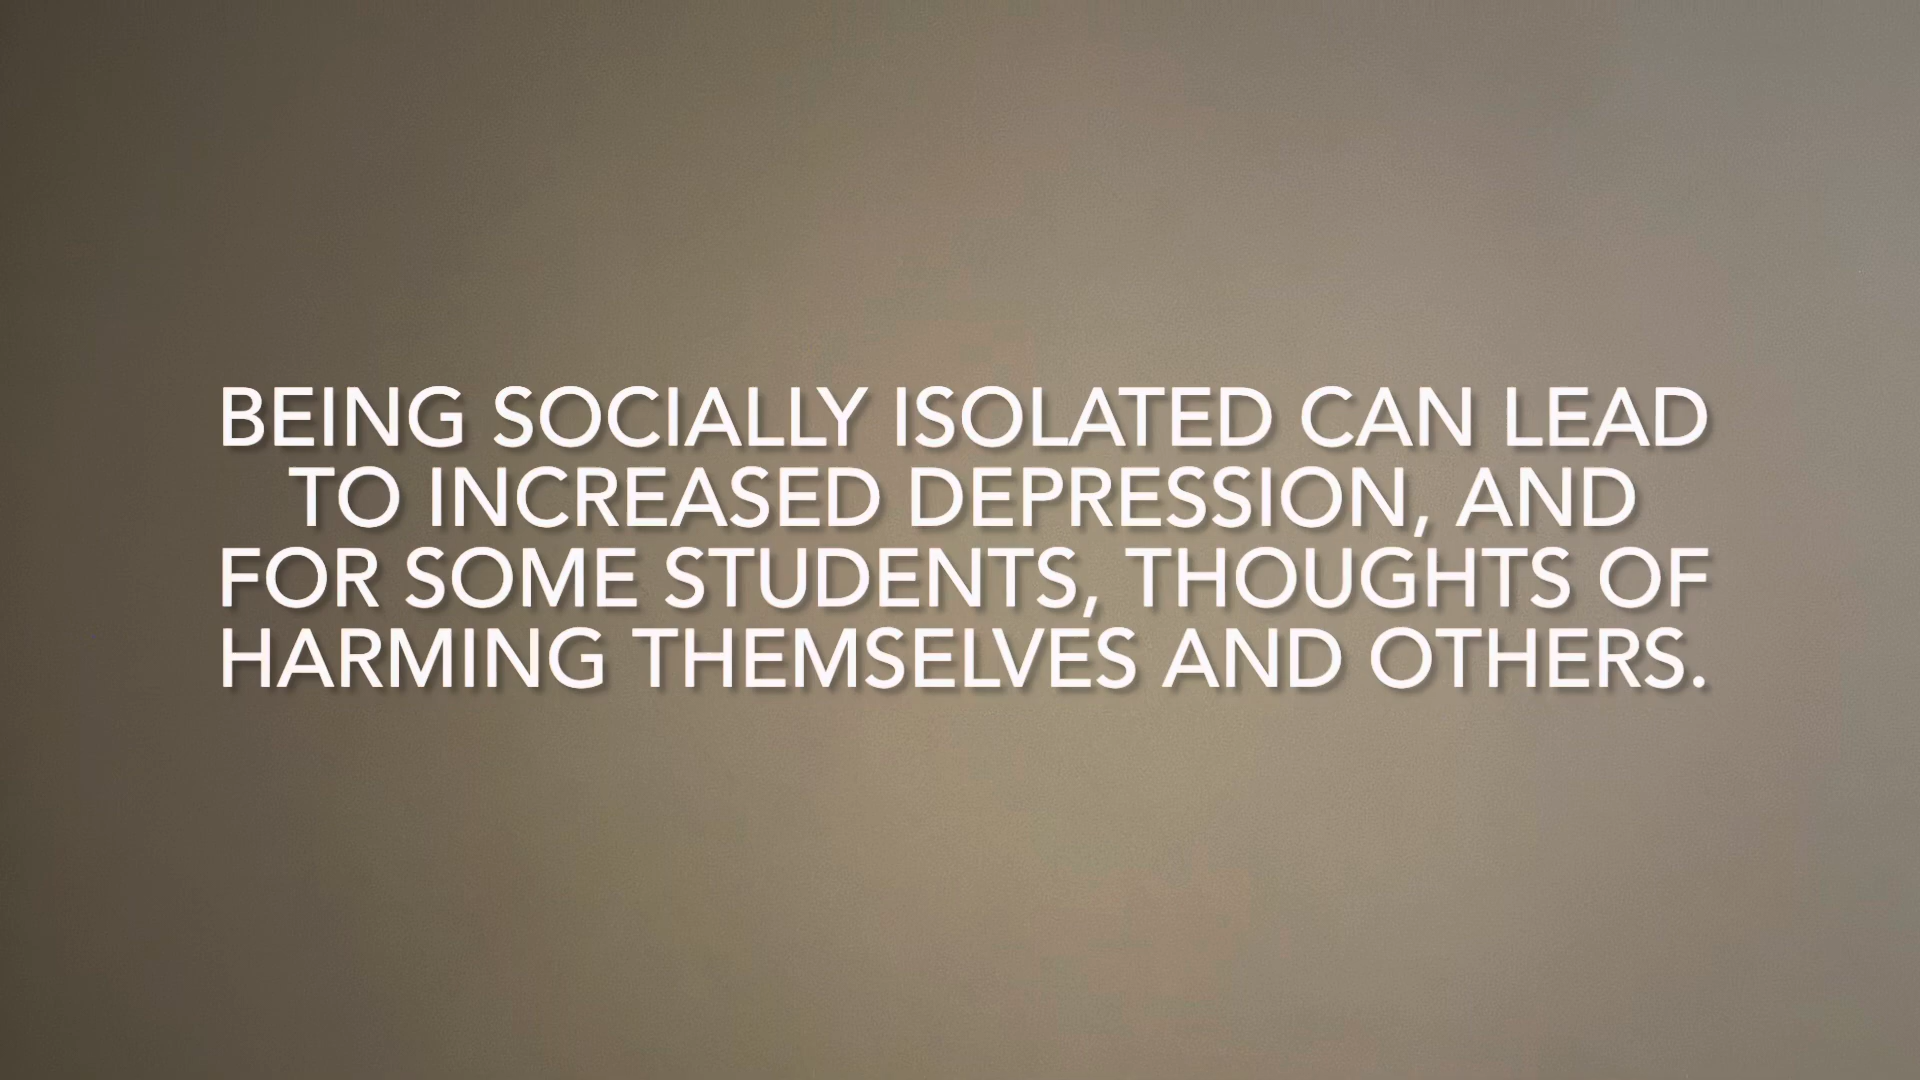 BEING SOCIALLY ISOLATED CAN LEAD
TO INCREASED DEPRESSION, AND
FOR SOME STUDENTS, THOUGHTS OF
HARMING THEMSELVES AND OTHERS.